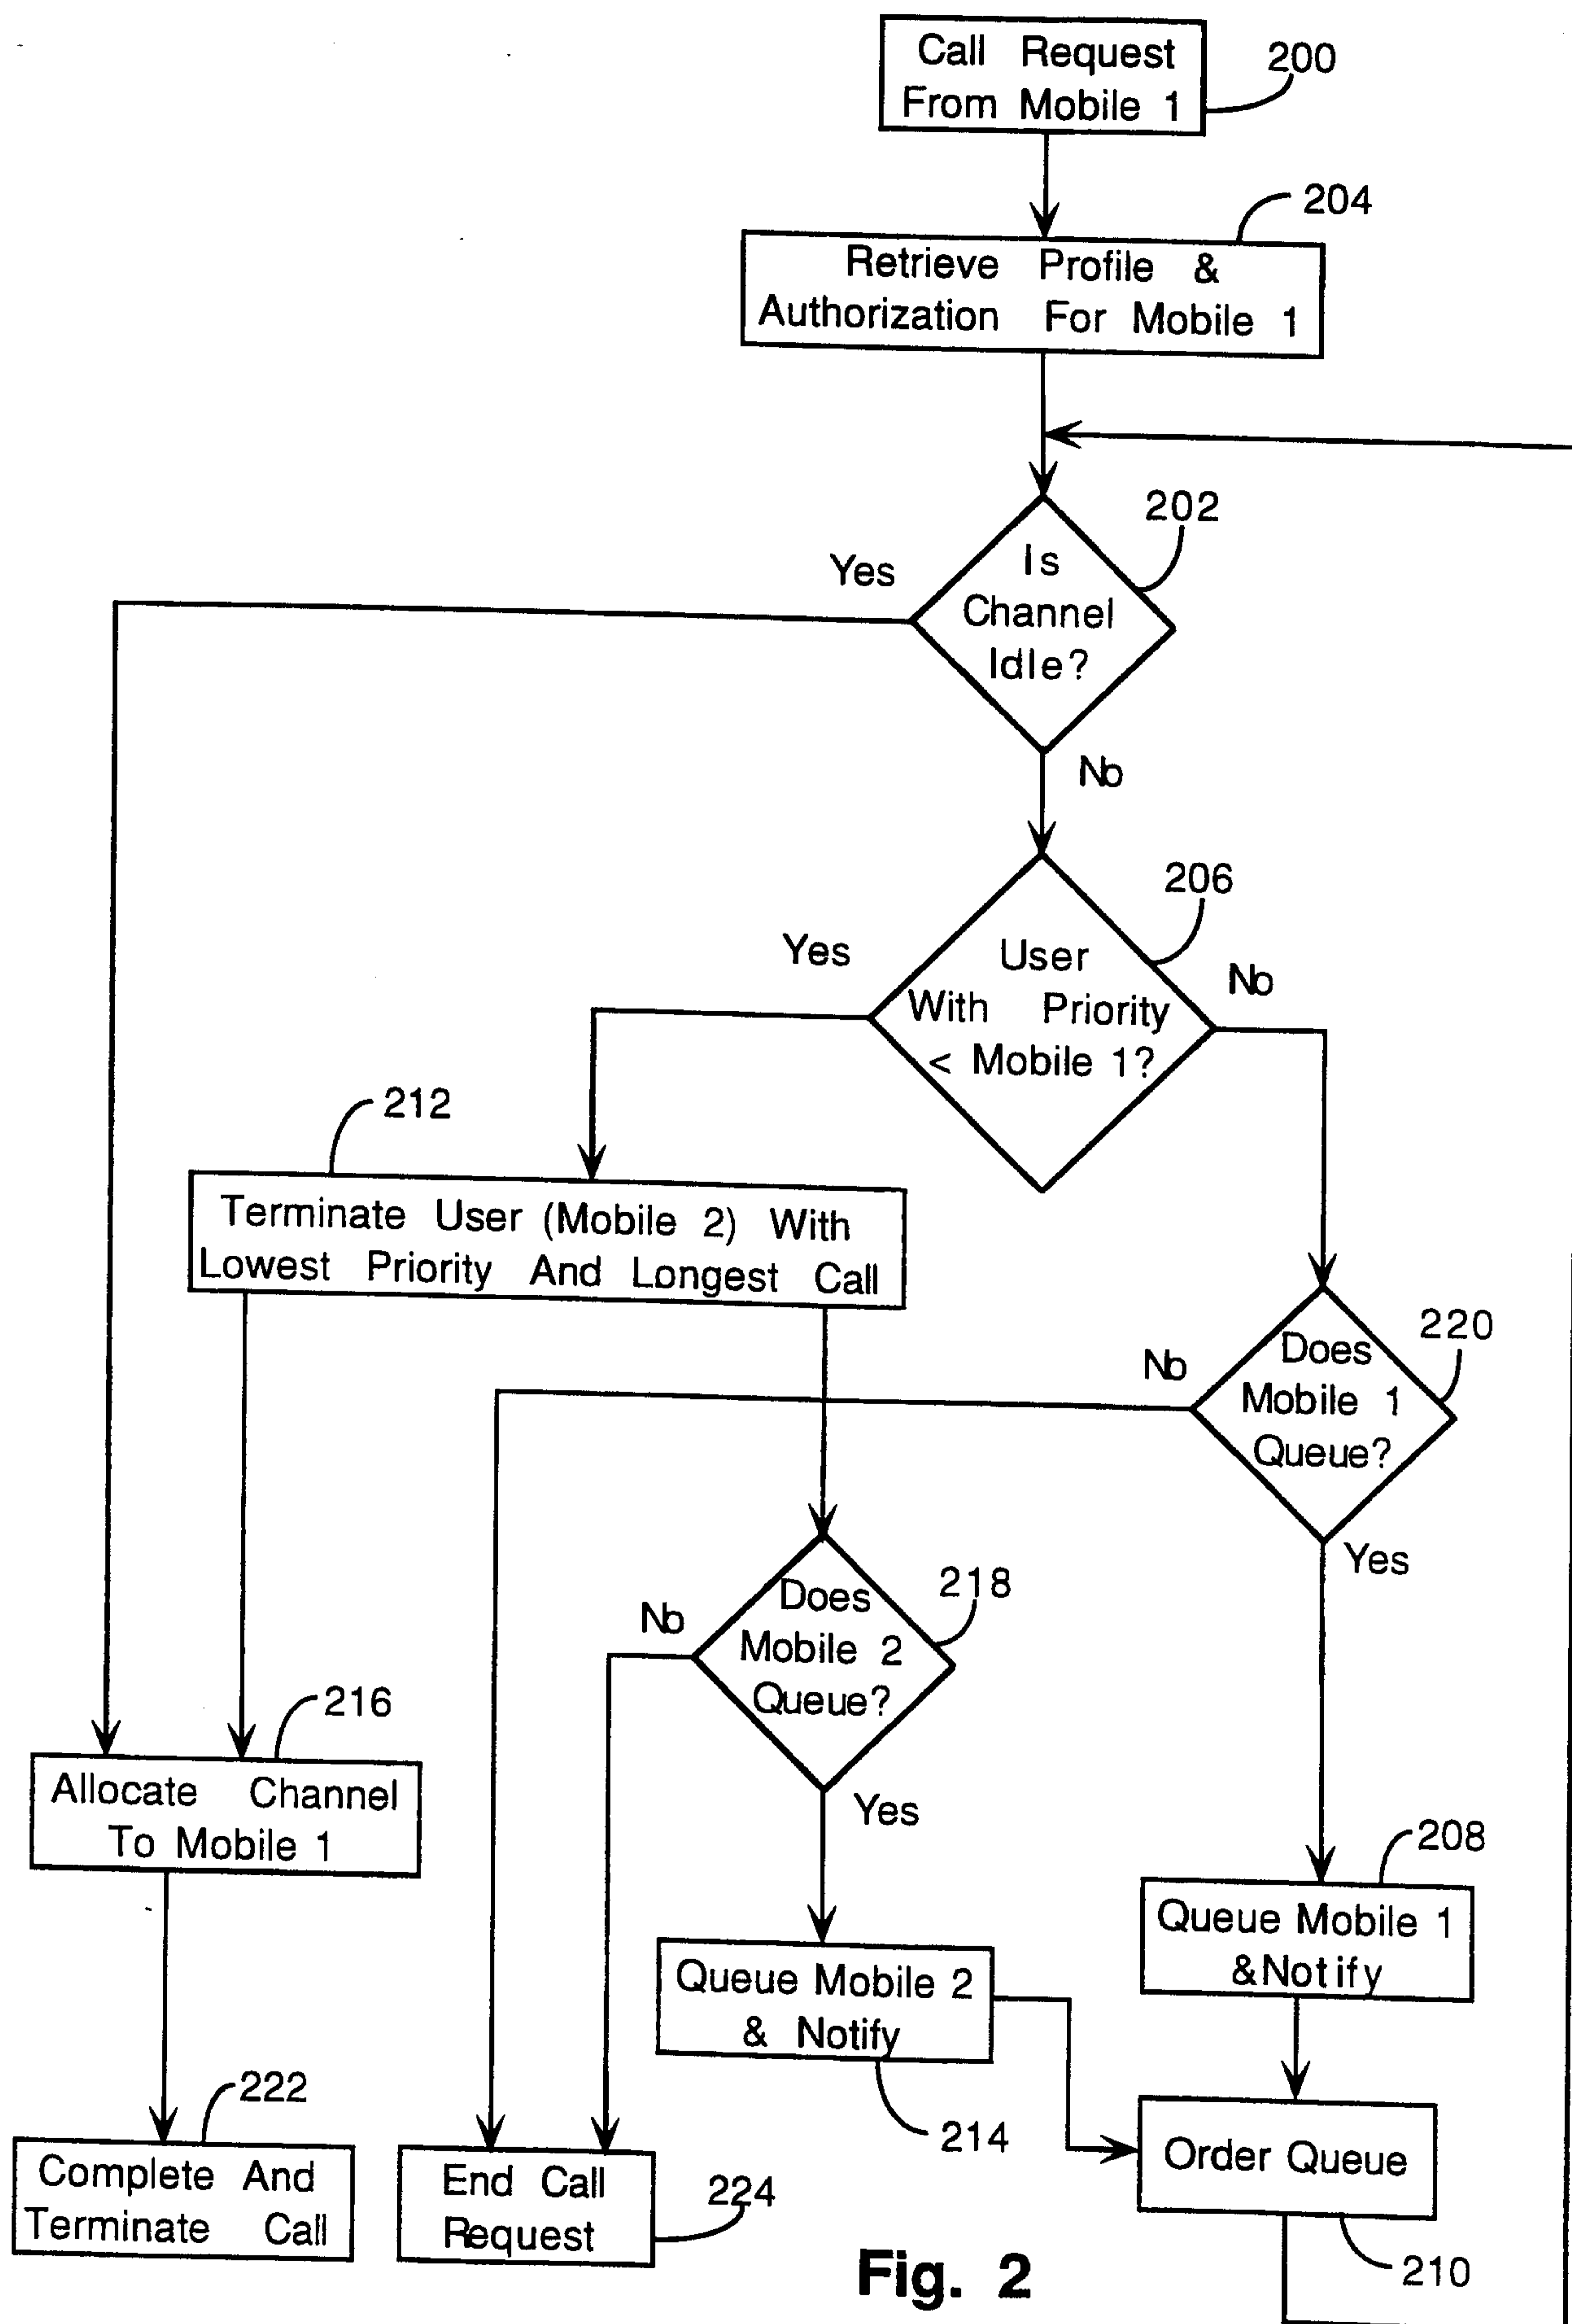 Call Request
From Mobile 1
200
204
Retrieve Profile &
Authorization For Mobile 1
202
Is
Channel
Idle?
Yes
No
206
User
With Priority
< Mobile 1?
Yes
No
212
Terminate User (Mobile 2) With
Lowest Priority And Longest Call
220
Does
Mobile 1
Queue?
No
Yes
218
Does
Mobile 2
Queue?
No
Yes
216
Allocate Channel
To Mobile 1
208
Queue Mobile 1
&Notify
Queue Mobile 2
& Notify
214
222
Complete And
Terminate Call
End Call
Request
224
Order Queue
210
Fig. 2